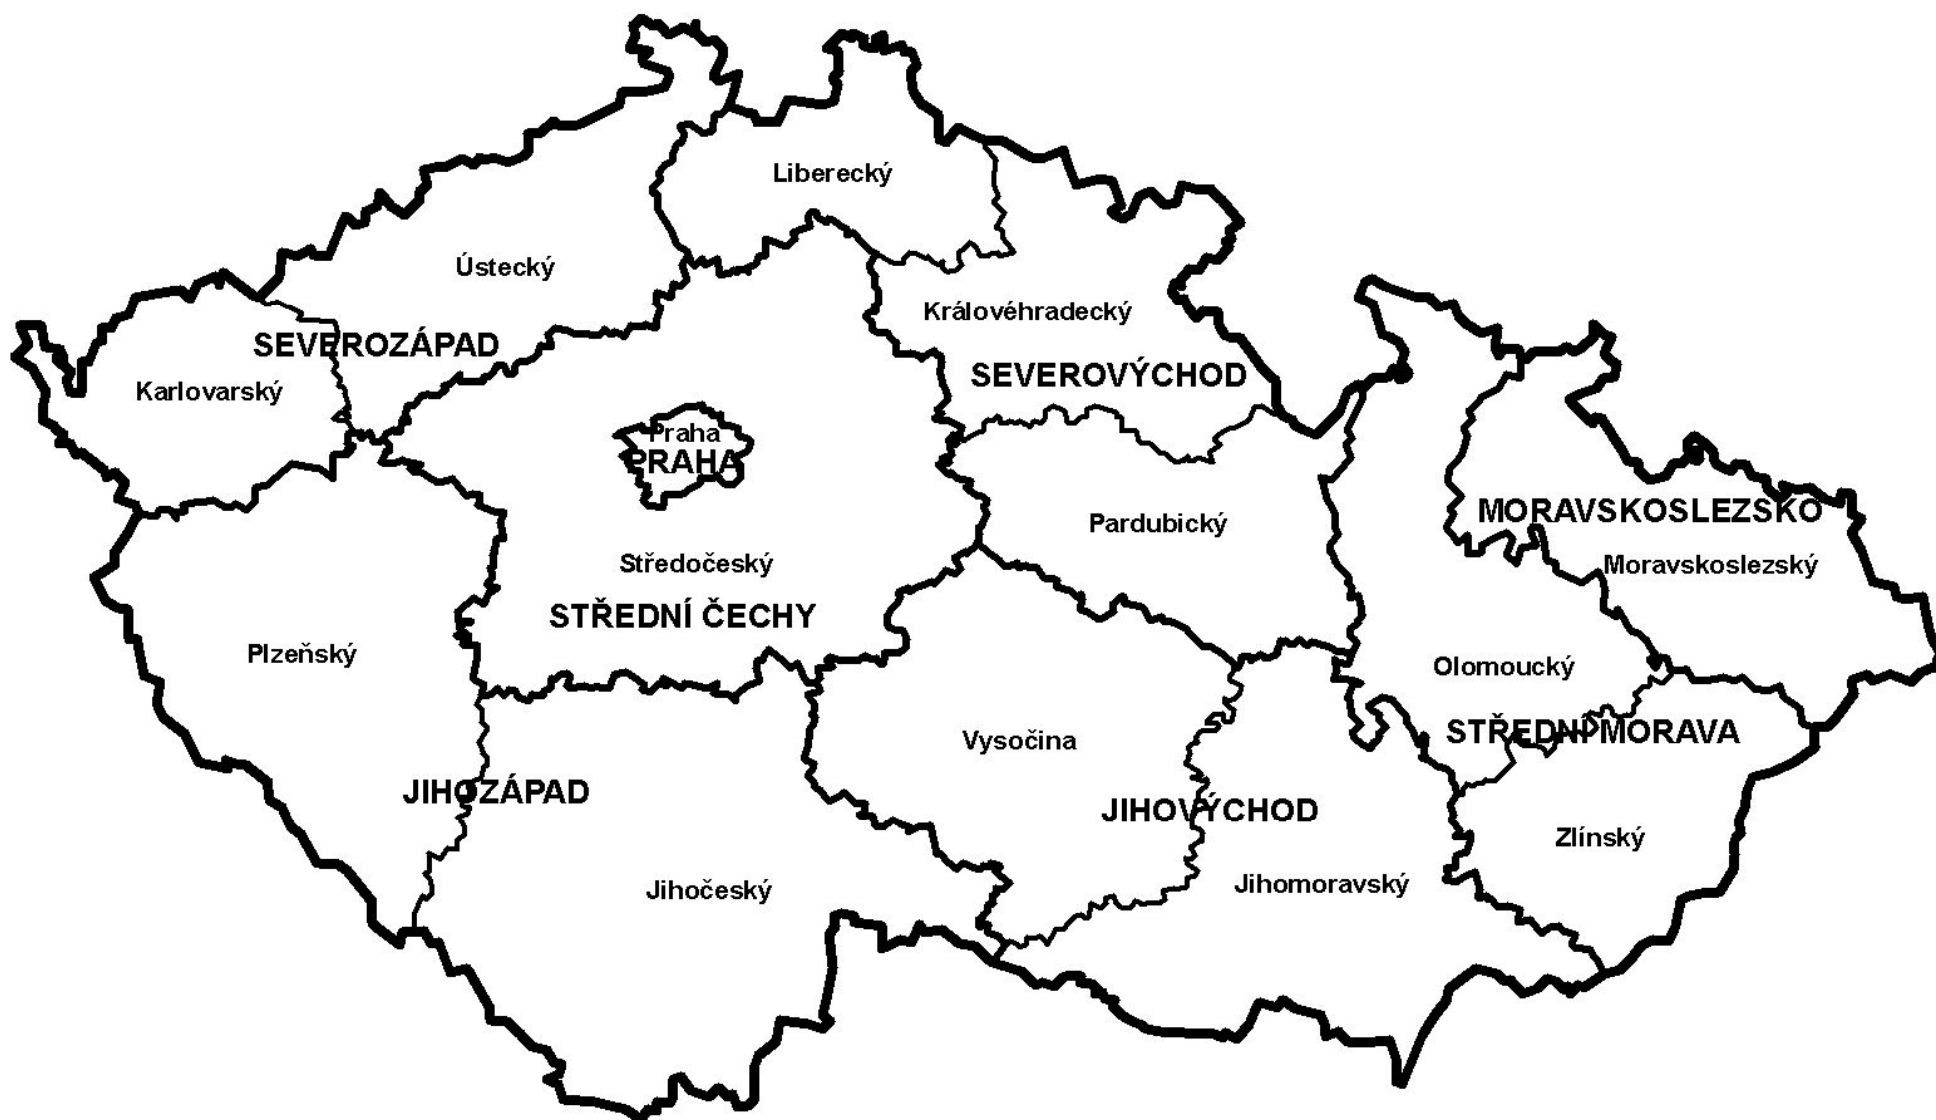 Liberecký
Ústecký
Královéhradecký
SEVEROZÁPAD
SEVEROVÝCHOD
Karlovarský
Praha
PRAHA
MORAVSKOSLEZSKO
Pardubický
Středočeský
Moravskoslezský
STŘEDNÍ ČECHY
Plzeňský
Olomoucký
STŘEDNÍ MORAVA
Vysočina
JIHOZÁPAD
JIHOVÝCHOD
Zlínský
Jihočeský
Jihomoravský